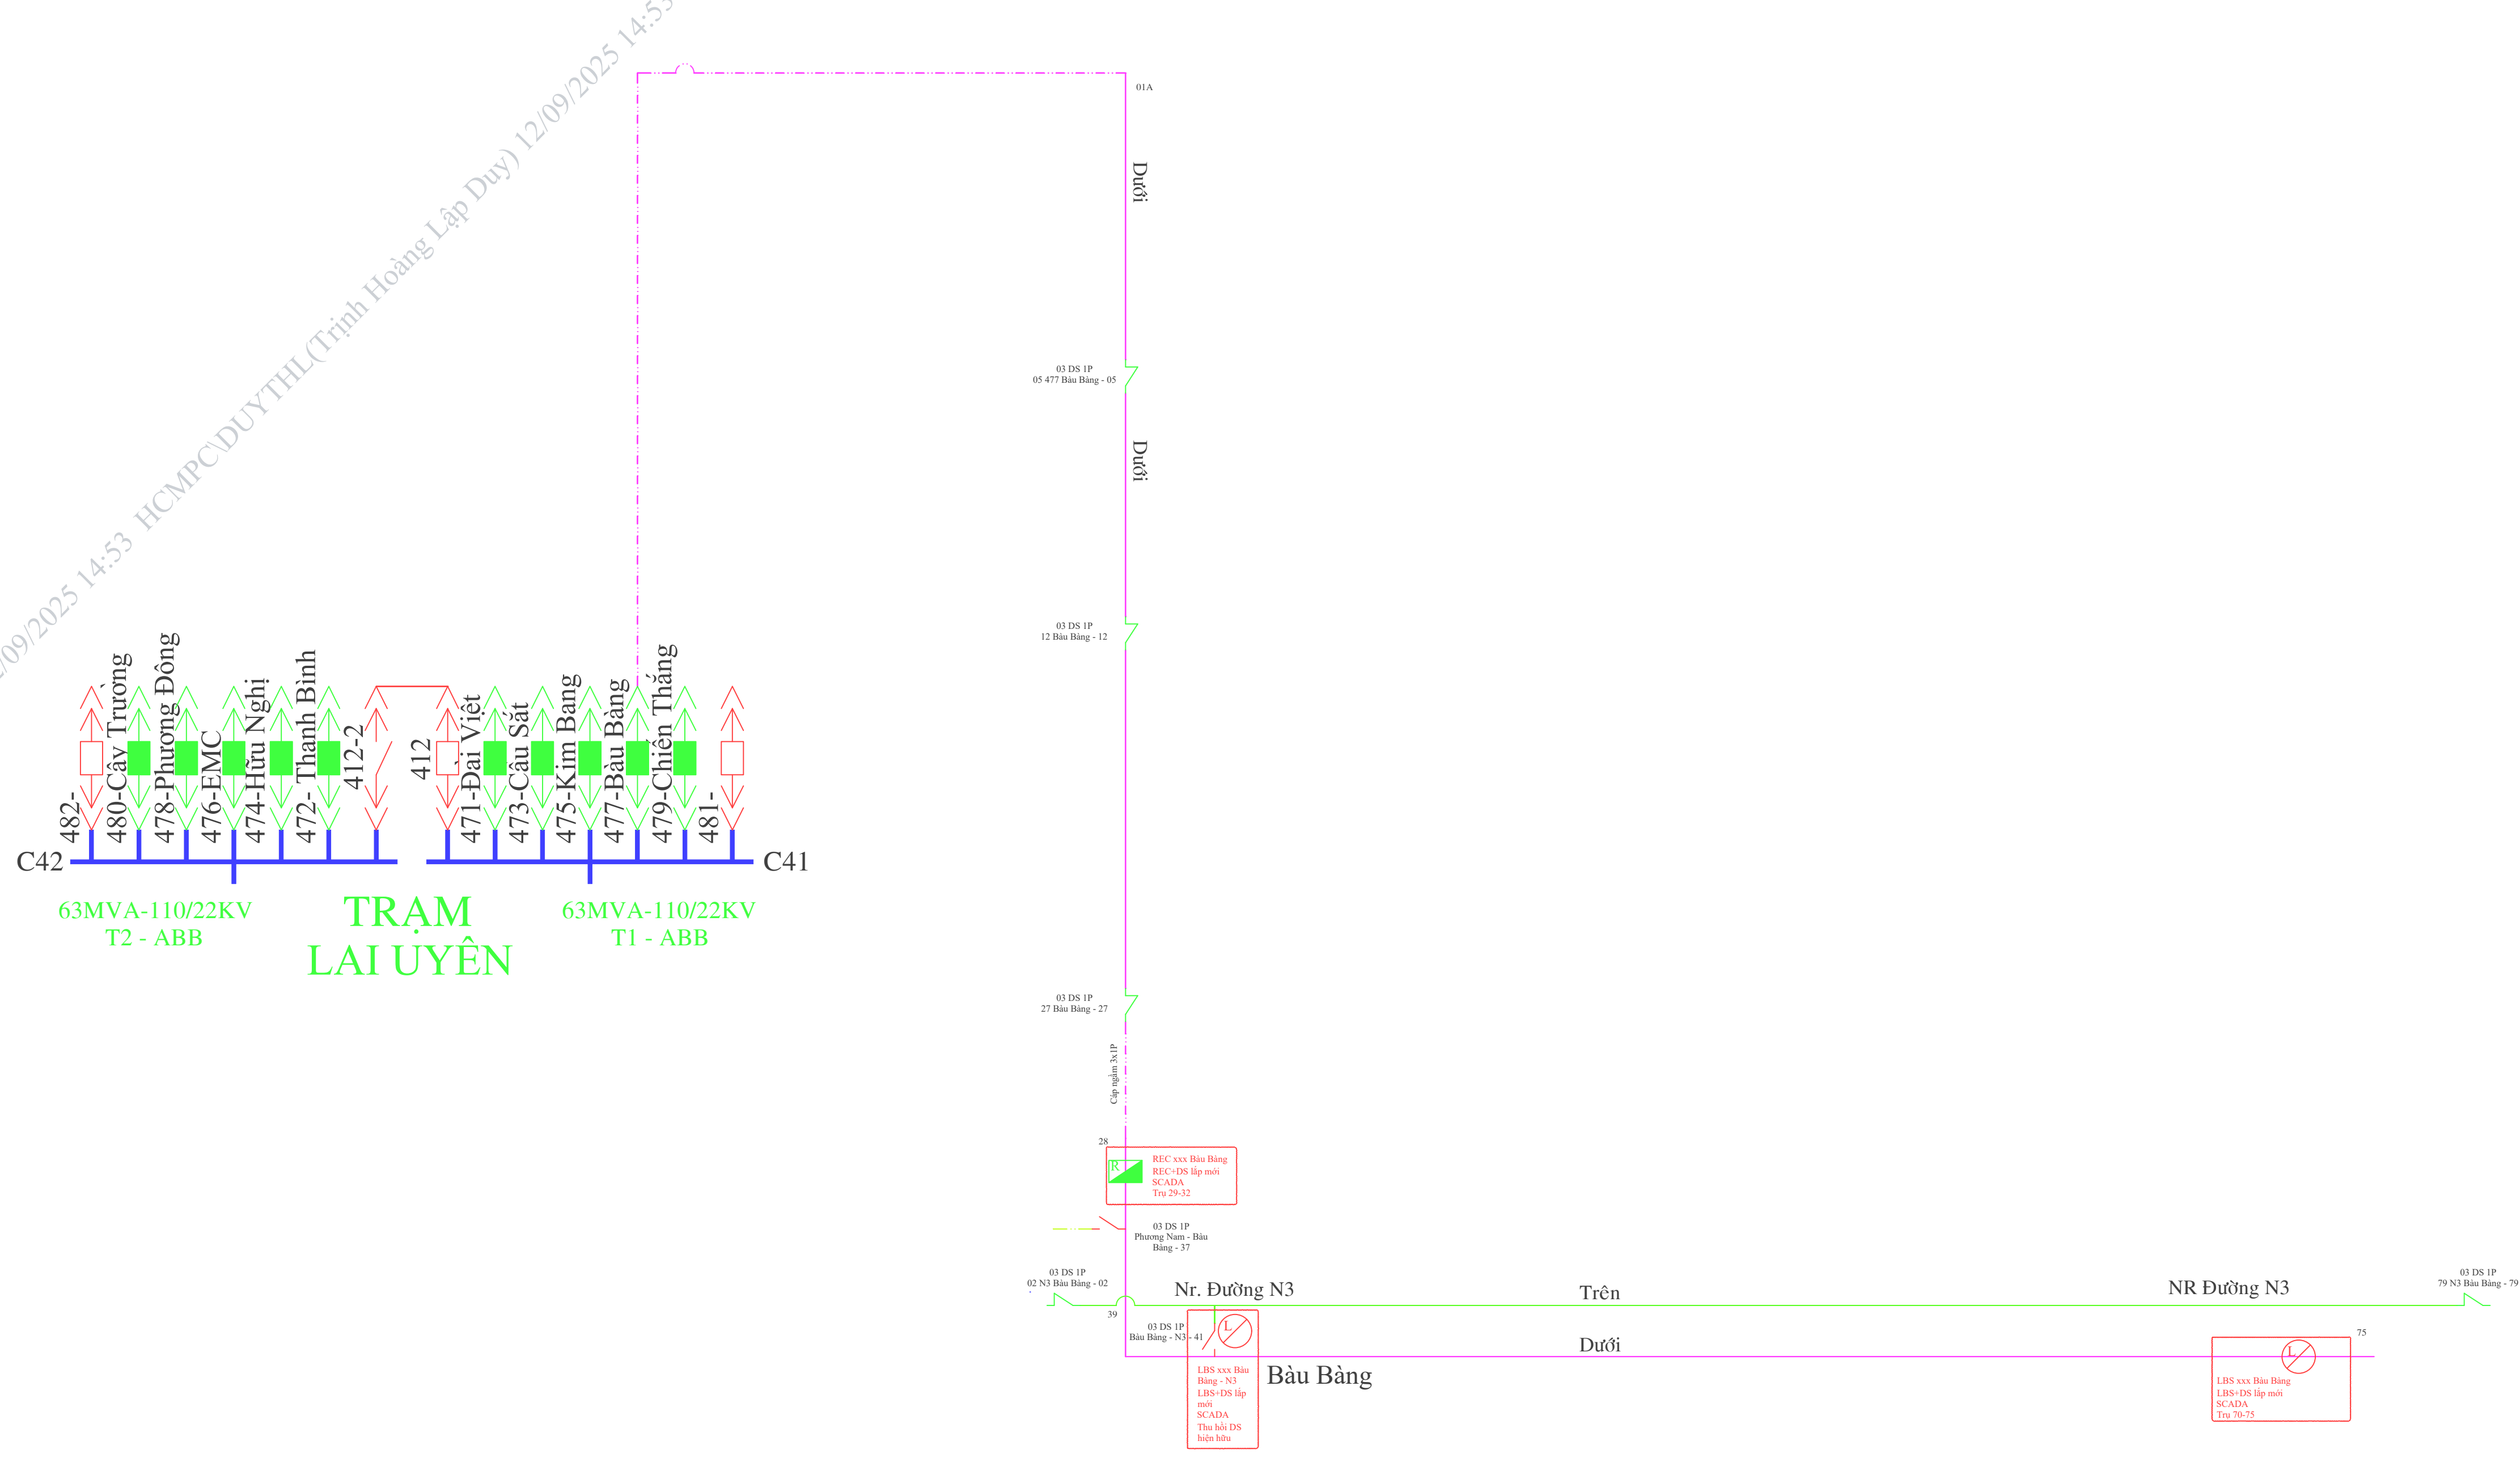 12/09/2025 14:53 HCMPC\DUYTHL(Trịnh Hoàng Lập Duy) 12/09/2025 14:53
01A
Dưới
03 DS 1P
05 477 Bàu Bàng - 05
Dưới
03 DS 1P
12 Bàu Bàng - 12
482-
480-Cây Trường
478-Phương Đông
476-EMC
474-Hữu Nghị
472- Thanh Bình
412-2
412
471-Đài Việt
473-Cầu Sắt
475-Kim Bang
477-Bàu Bàng
479-Chiến Thắng
481-
C42
C41
63MVA-110/22KV
T2 - ABB
TRẠM
LAI UYÊN
63MVA-110/22KV
T1 - ABB
03 DS 1P
27 Bàu Bàng - 27
Cáp ngầm 3x1P
28
R
REC xxx Bàu Bàng
REC+DS lắp mới
SCADA
Trụ 29-32
03 DS 1P
Phương Nam - Bàu
Bàng - 37
03 DS 1P
02 N3 Bàu Bàng - 02
Nr. Đường N3
Trên
NR Đường N3
03 DS 1P
79 N3 Bàu Bàng - 79
39
03 DS 1P
Bàu Bàng - N3 - 41
L
LBS xxx Bàu
Bàng - N3
LBS+DS lắp
mới
SCADA
Thu hồi DS
hiện hữu
Dưới
Bàu Bàng
75
L
LBS xxx Bàu Bàng
LBS+DS lắp mới
SCADA
Trụ 70-75